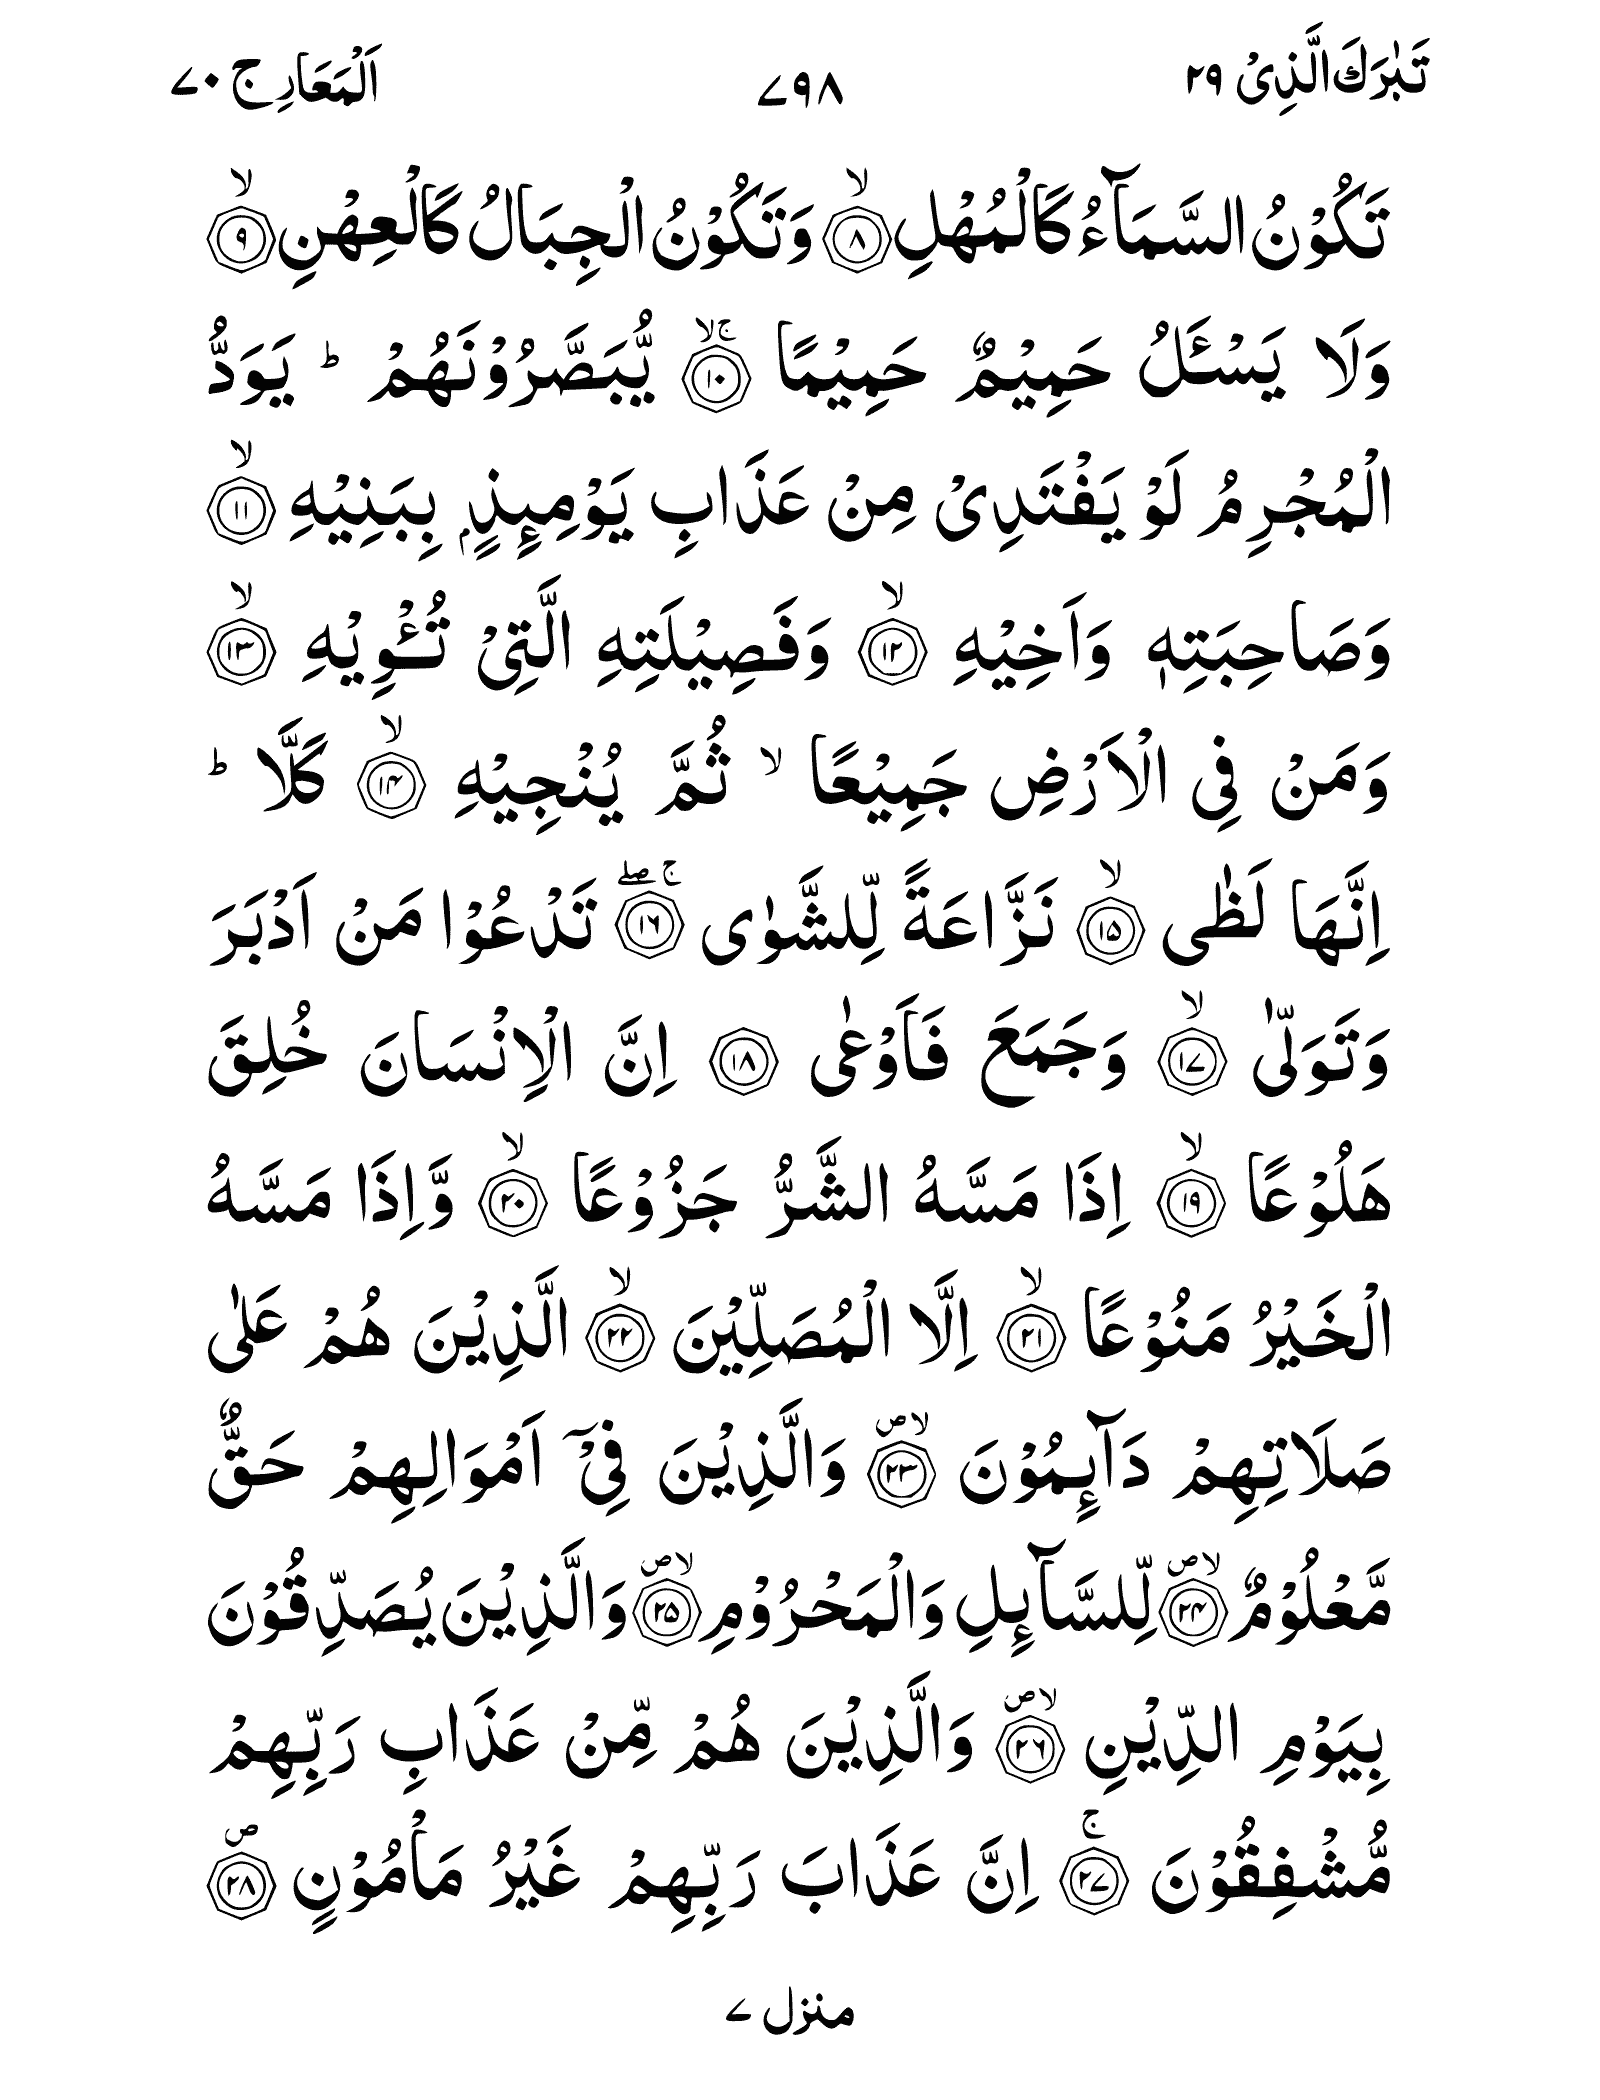 تَبٰرَكَ الَّذِیْ ۲۹ ۷۹۸ اَلْمَعَارِج ۷۰
تَكُوْنُ السَّمَآءُ كَالْمُهْلِ ۙ﴿۸﴾ وَتَكُوْنُ الْجِبَالُ كَالْعِهْنِ ۙ﴿۹﴾
وَلَا يَسْـَٔلُ حَمِيْمٌ حَمِيْمًا ۚۙ﴿۱۰﴾ يُّبَصَّرُوْنَهُمْ ؕ يَوَدُّ
الْمُجْرِمُ لَوْ يَفْتَدِیْ مِنْ عَذَابِ يَوْمِىِٕذٍۭ بِبَنِيْهِ ۙ﴿۱۱﴾
وَصَاحِبَتِهٖ وَاَخِيْهِ ۙ﴿۱۲﴾ وَفَصِيْلَتِهِ الَّتِیْ تُـْٔوِيْهِ ۙ﴿۱۳﴾
وَمَنْ فِی الْاَرْضِ جَمِيْعًا ۙ ثُمَّ يُنْجِيْهِ ۙ﴿۱۴﴾ كَلَّا ؕ
اِنَّهَا لَظٰی ۙ﴿۱۵﴾ نَزَّاعَةً لِّلشَّوٰی ۚۖ﴿۱۶﴾ تَدْعُوْا مَنْ اَدْبَرَ
وَتَوَلّٰی ۙ﴿۱۷﴾ وَجَمَعَ فَاَوْعٰی ﴿۱۸﴾ اِنَّ الْاِنْسَانَ خُلِقَ
هَلُوْعًا ۙ﴿۱۹﴾ اِذَا مَسَّهُ الشَّرُّ جَزُوْعًا ۙ﴿۲۰﴾ وَّاِذَا مَسَّهُ
الْخَيْرُ مَنُوْعًا ۙ﴿۲۱﴾ اِلَّا الْمُصَلِّيْنَ ۙ﴿۲۲﴾ الَّذِيْنَ هُمْ عَلٰی
صَلَاتِهِمْ دَآىِٕمُوْنَ ۪ۙ﴿۲۳﴾ وَالَّذِيْنَ فِیْۤ اَمْوَالِهِمْ حَقٌّ
مَّعْلُوْمٌ ۪ۙ﴿۲۴﴾ لِّلسَّآىِٕلِ وَالْمَحْرُوْمِ ۪ۙ﴿۲۵﴾ وَالَّذِيْنَ يُصَدِّقُوْنَ
بِيَوْمِ الدِّيْنِ ۪ۙ﴿۲۶﴾ وَالَّذِيْنَ هُمْ مِّنْ عَذَابِ رَبِّهِمْ
مُّشْفِقُوْنَ ۚ﴿۲۷﴾ اِنَّ عَذَابَ رَبِّهِمْ غَيْرُ مَاْمُوْنٍ ۪﴿۲۸﴾
منزل ۷